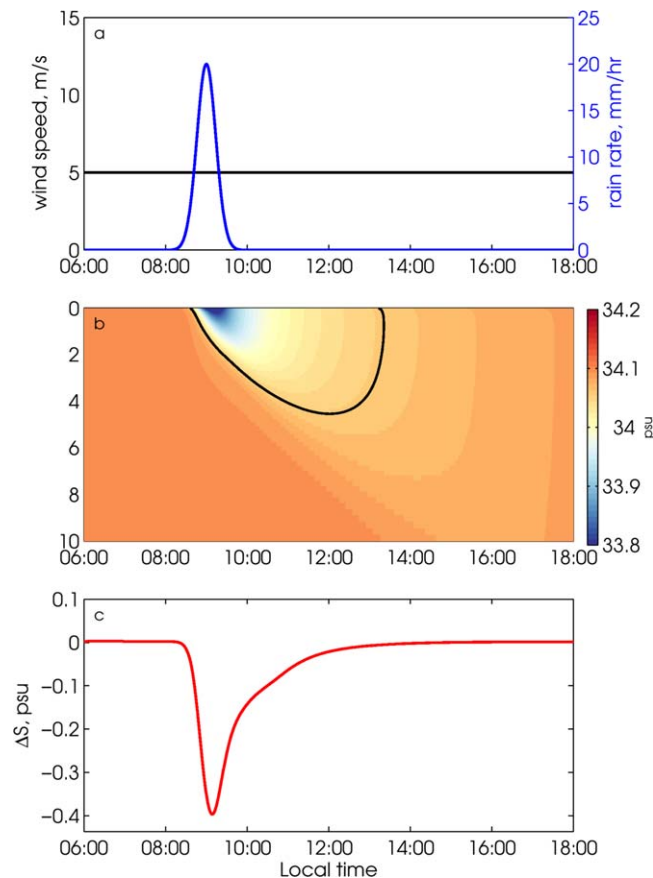 a
wind speed, m/s
15
10
5
0
rain rate, mm/hr
25
20
15
10
5
0
06:00 08:00 10:00 12:00 14:00 16:00 18:00
b
0
2
4
6
8
10
06:00 08:00 10:00 12:00 14:00 16:00 18:00
34.2
34.1
34
33.9
33.8
psu
c
ΔS, psu
0.1
0
−0.1
−0.2
−0.3
−0.4
06:00 08:00 10:00 12:00 14:00 16:00 18:00
Local time